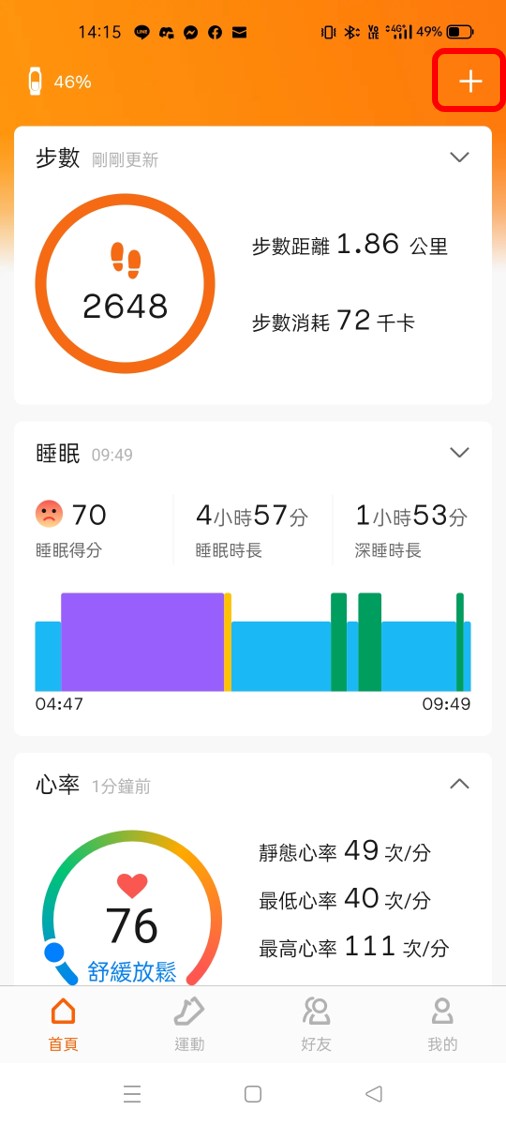 14:15 LINE Vo LTE 4G+ 49%
46%
步數 剛剛更新
2648
步數距離 1.86 公里
步數消耗 72 千卡
睡眠 09:49
70 4小時57分 1小時53分
睡眠得分 睡眠時長 深睡時長
04:47 09:49
心率 1分鐘前
76
舒緩放鬆
靜態心率 49 次/分
最低心率 40 次/分
最高心率 111 次/分
首頁 運動 好友 我的